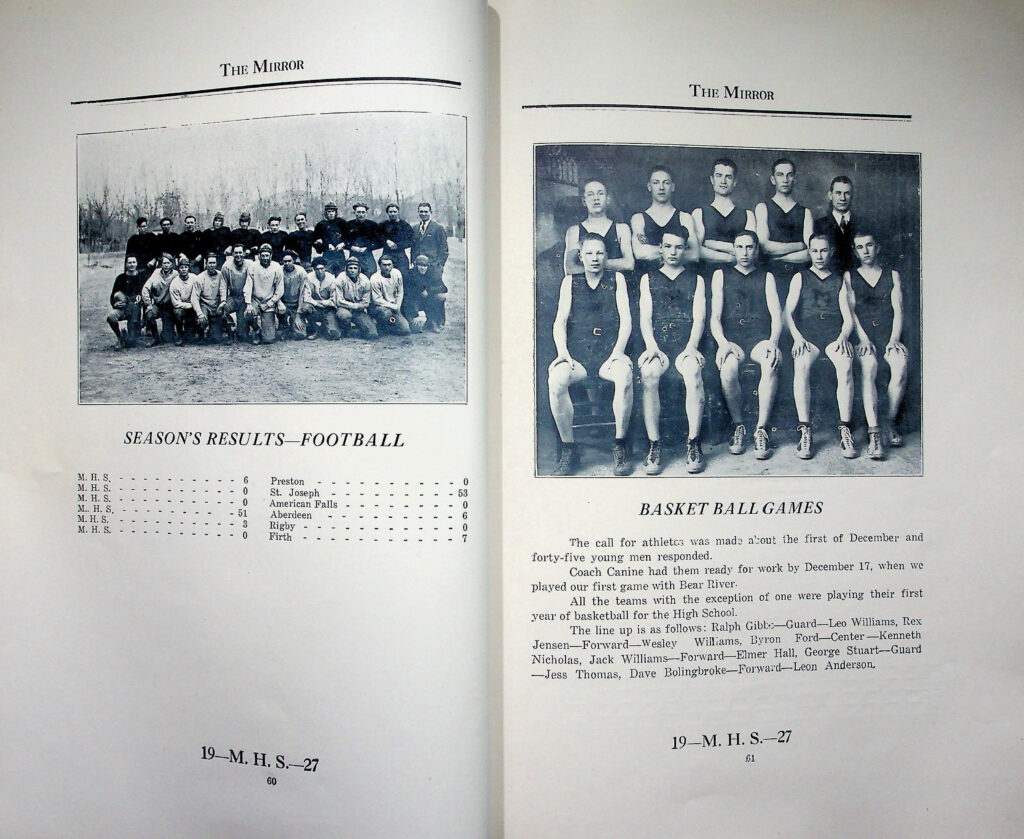 THE MIRROR
SEASON'S RESULTS—FOOTBALL
M. H. S. - - - - - - - - - - 6 Preston - - - - - - - - - - 0
M. H. S. - - - - - - - - - - 0 St. Joseph - - - - - - - - - 53
M. H. S. - - - - - - - - - - 0 American Falls - - - - - - - - 0
M.. H. S. - - - - - - - - - 51 Aberdeen - - - - - - - - - 6
M. H. S. - - - - - - - - - - 3 Rigby - - - - - - - - - - - 0
M. H. S. - - - - - - - - - - 0 Firth - - - - - - - - - - - 7
19—M. H. S.—27
60
THE MIRROR
BASKET BALL GAMES
The call for athletes was made about the first of December and
forty-five young men responded.
Coach Canine had them ready for work by December 17, when we
played our first game with Bear River.
All the teams with the exception of one were playing their first
year of basketball for the High School.
The line up is as follows: Ralph Gibbs—Guard—Leo Williams, Rex
Jensen—Forward—Wesley Williams, Byron Ford—Center—Kenneth
Nicholas, Jack Williams—Forward—Elmer Hall, George Stuart—Guard
—Jess Thomas, Dave Bolingbroke—Forward—Leon Anderson.
19—M. H. S.—27
61